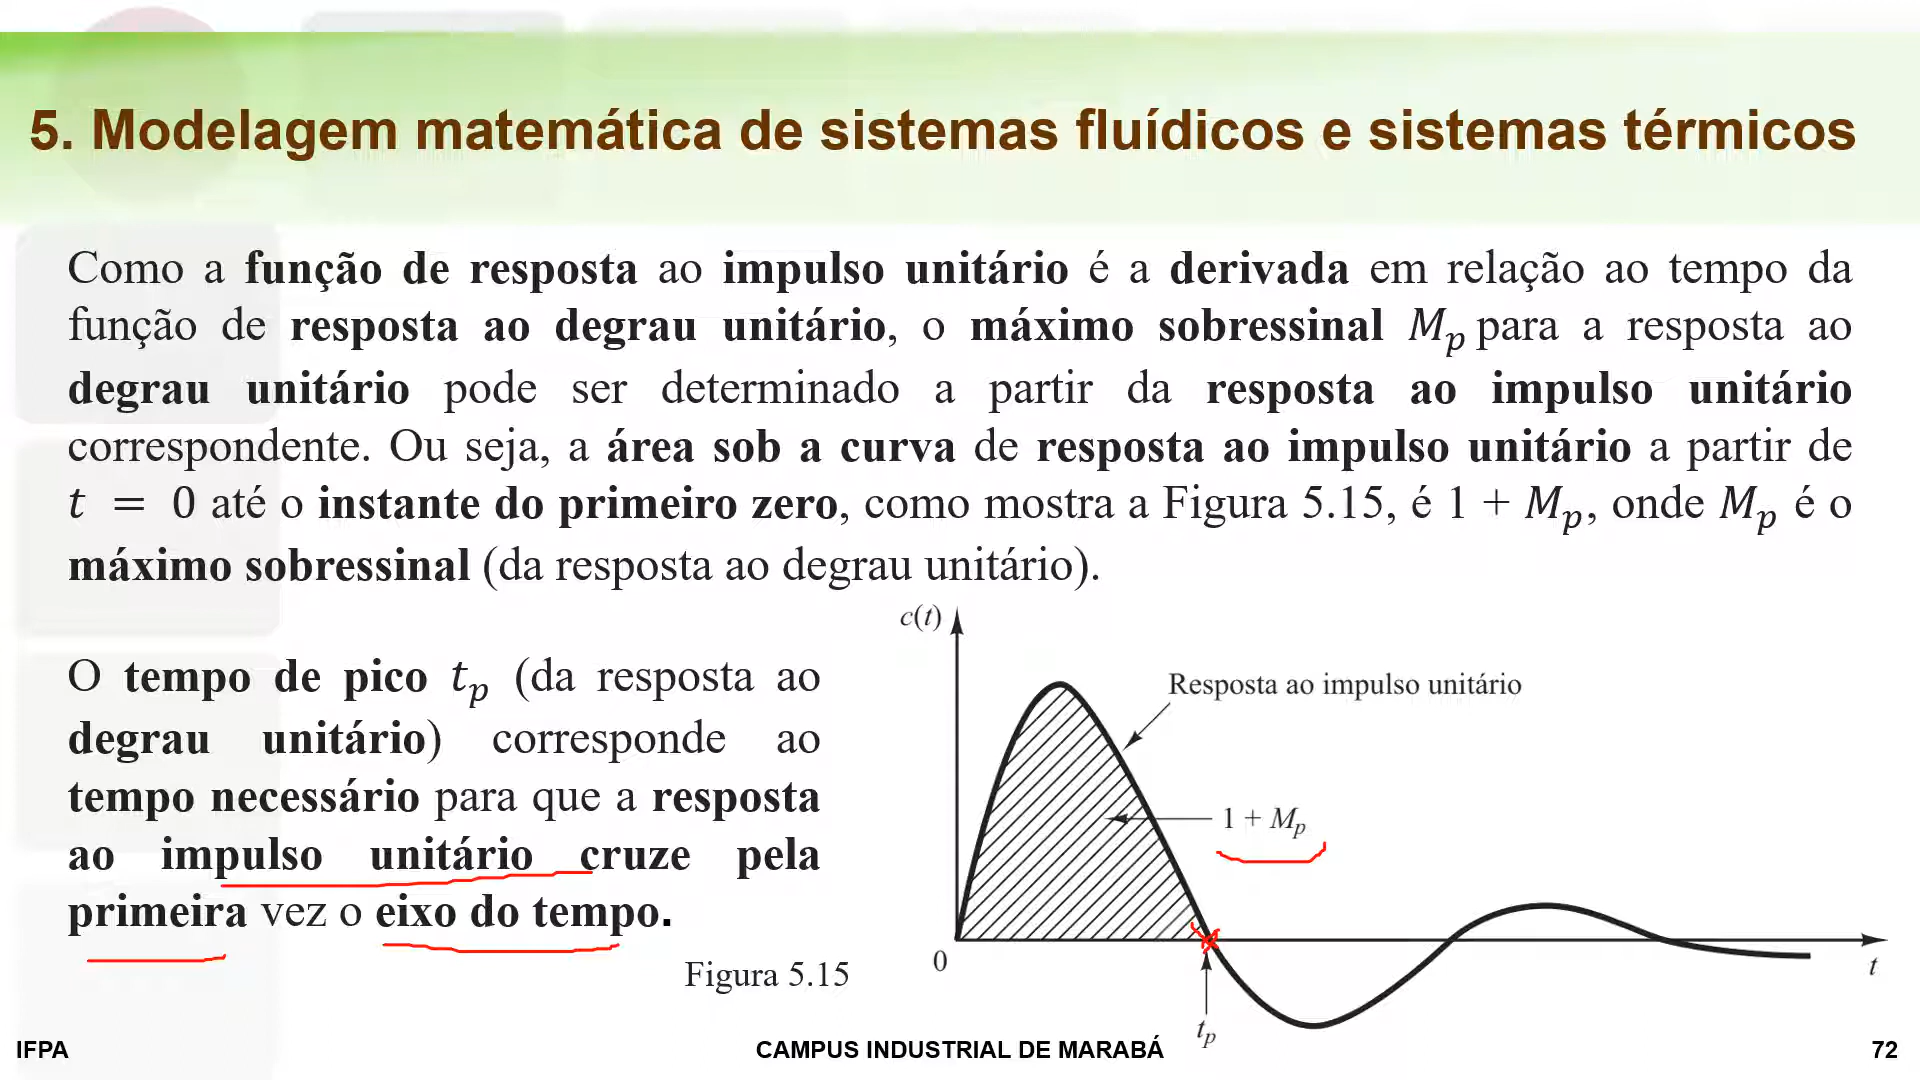 5. Modelagem matemática de sistemas fluídicos e sistemas térmicos
Como a função de resposta ao impulso unitário é a derivada em relação ao tempo da
função de resposta ao degrau unitário, o máximo sobressinal Mp para a resposta ao
degrau unitário pode ser determinado a partir da resposta ao impulso unitário
correspondente. Ou seja, a área sob a curva de resposta ao impulso unitário a partir de
t = 0 até o instante do primeiro zero, como mostra a Figura 5.15, é 1 + Mp, onde Mp é o
máximo sobressinal (da resposta ao degrau unitário).
O tempo de pico tp (da resposta ao
degrau unitário) corresponde ao
tempo necessário para que a resposta
ao impulso unitário cruze pela
primeira vez o eixo do tempo.
Figura 5.15
c(t)
Resposta ao impulso unitário
1 + Mp
0
t
tp
IFPA
CAMPUS INDUSTRIAL DE MARABÁ
72